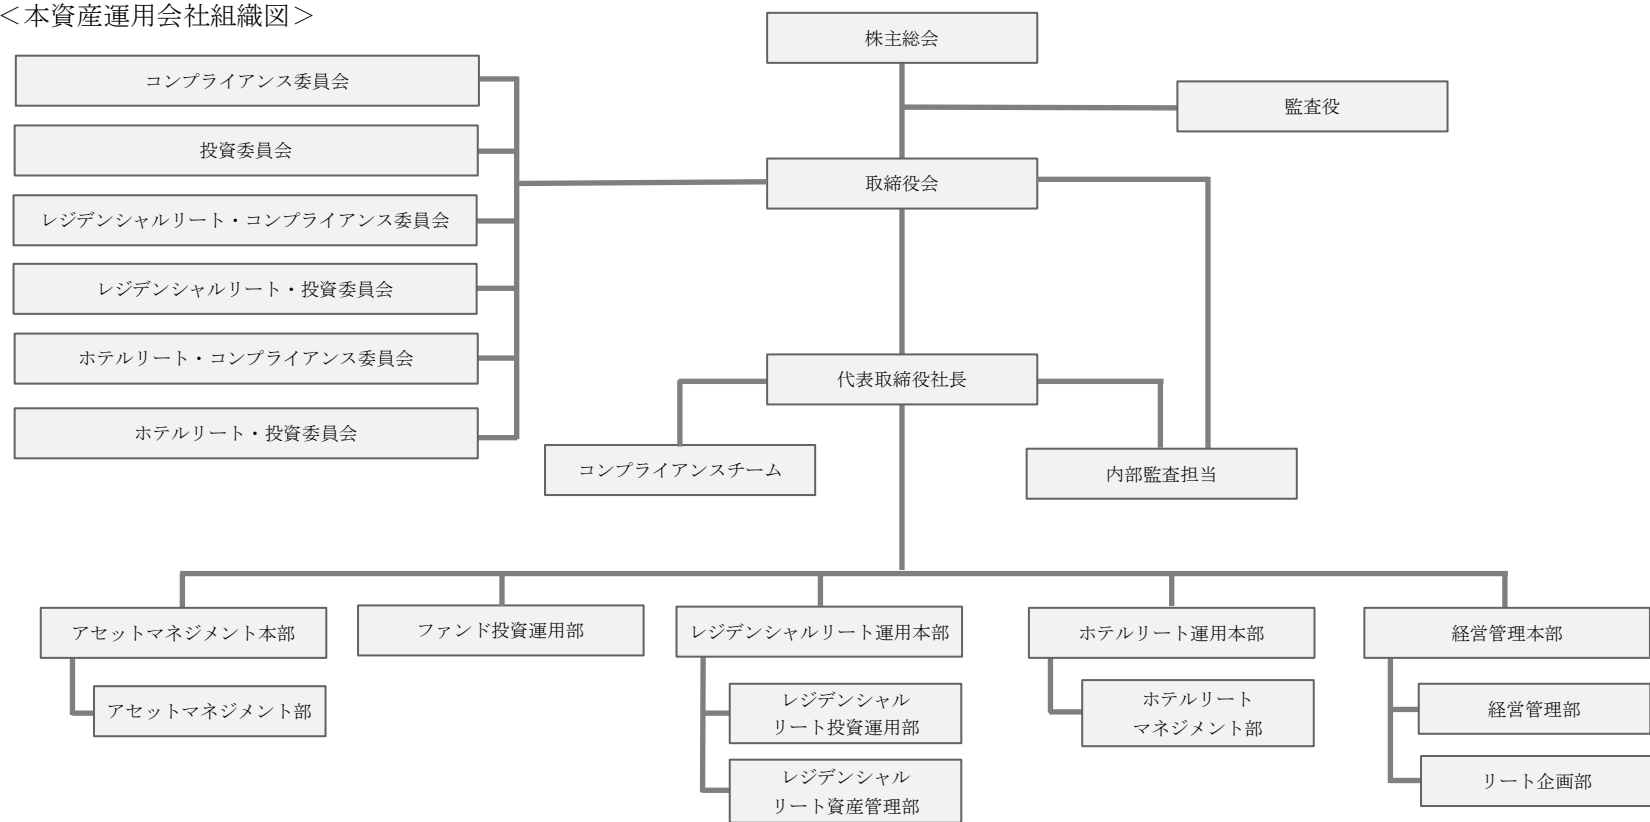 ＜本資産運用会社組織図＞
株主総会
コンプライアンス委員会
監査役
投資委員会
取締役会
レジデンシャルリート・コンプライアンス委員会
レジデンシャルリート・投資委員会
ホテルリート・コンプライアンス委員会
代表取締役社長
ホテルリート・投資委員会
コンプライアンスチーム
内部監査担当
アセットマネジメント本部
ファンド投資運用部
レジデンシャルリート運用本部
ホテルリート運用本部
経営管理本部
アセットマネジメント部
レジデンシャル
リート投資運用部
レジデンシャル
リート資産管理部
ホテルリート
マネジメント部
経営管理部
リート企画部